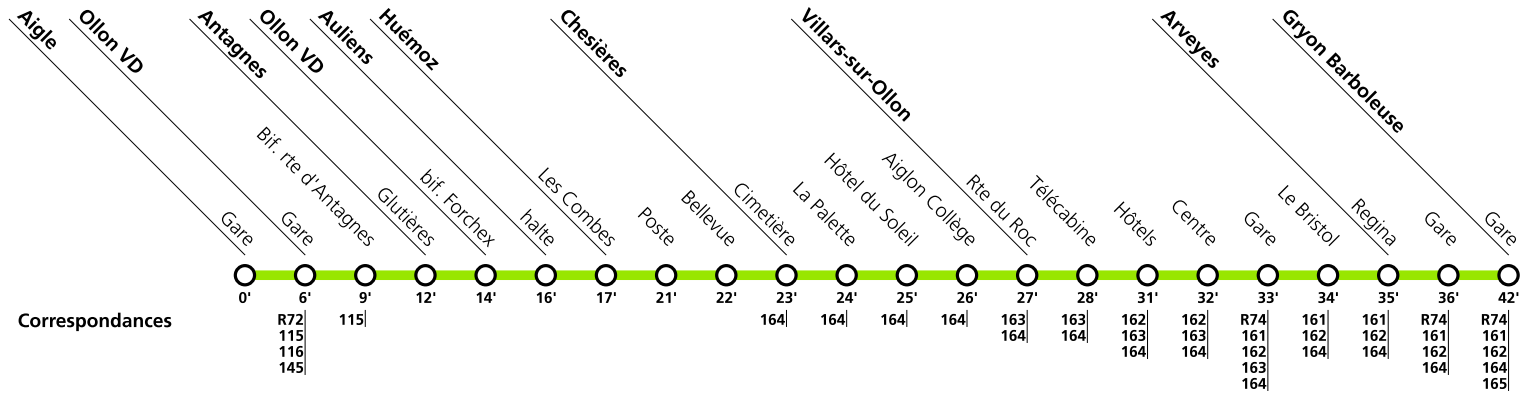 Aigle
Ollon VD
Antagnes
Ollon VD
Auliens
Huémoz
Chesières
Villars-sur-Ollon
Arveyes
Gryon Barboleuse
Gare
Gare
Bif. rte d'Antagnes
Glutières
bif. Forchex
halte
Les Combes
Poste
Bellevue
Cimetière
La Palette
Hôtel du Soleil
Aiglon Collège
Rte du Roc
Télécabine
Hôtels
Centre
Gare
Le Bristol
Regina
Gare
Gare
0' 6' 9' 12' 14' 16' 17' 21' 22' 23' 24' 25' 26' 27' 28' 31' 32' 33' 34' 35' 36' 42'
Correspondances R72 115 164 164 164 164 163 163 162 162 R74 161 161 R74 R74
115 164 164 163 163 161 162 162 161 161
116 164 164 162 164 164 162 162
145 163 164 164
164 165